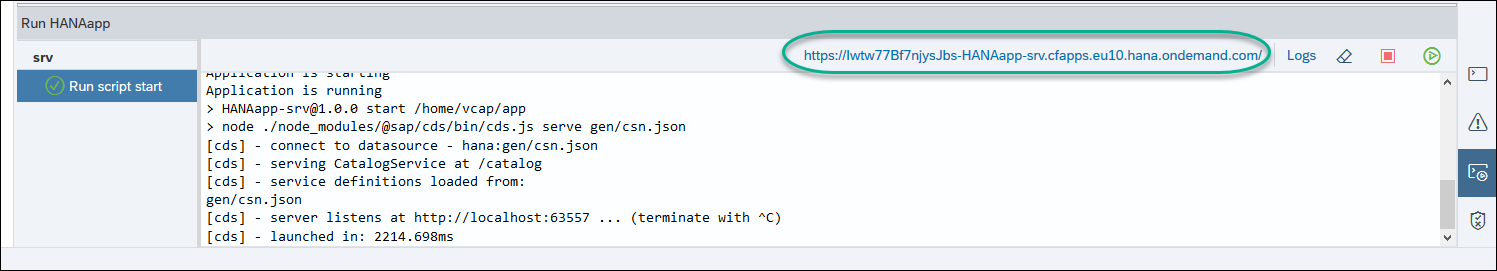 Run HANAapp
srv
https://lwtw77Bf7njysJbs-HANAapp-srv.cfapps.eu10.hana.ondemand.com/ Logs
Run script start
Application is starting
Application is running
> HANAapp-srv@1.0.0 start /home/vcap/app
> node ./node_modules/@sap/cds/bin/cds.js serve gen/csn.json
[cds] - connect to datasource - hana:gen/csn.json
[cds] - serving CatalogService at /catalog
[cds] - service definitions loaded from:
gen/csn.json
[cds] - server listens at http://localhost:63557 ... (terminate with ^C)
[cds] - launched in: 2214.698ms